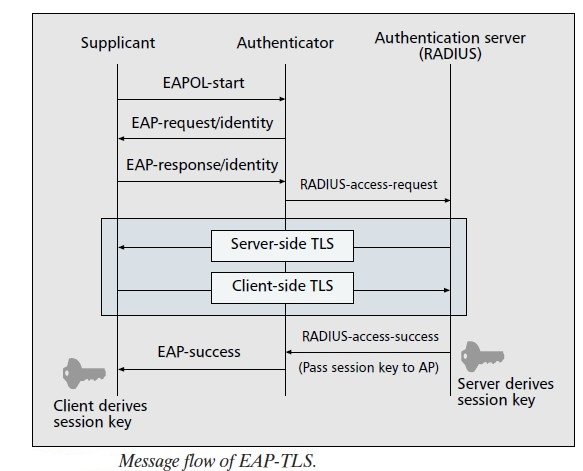 Supplicant
Authenticator
Authentication server
(RADIUS)
EAPOL-start
EAP-request/identity
EAP-response/identity
RADIUS-access-request
Server-side TLS
Client-side TLS
RADIUS-access-success
EAP-success
(Pass session key to AP)
Server derives
session key
Client derives
session key
Message flow of EAP-TLS.